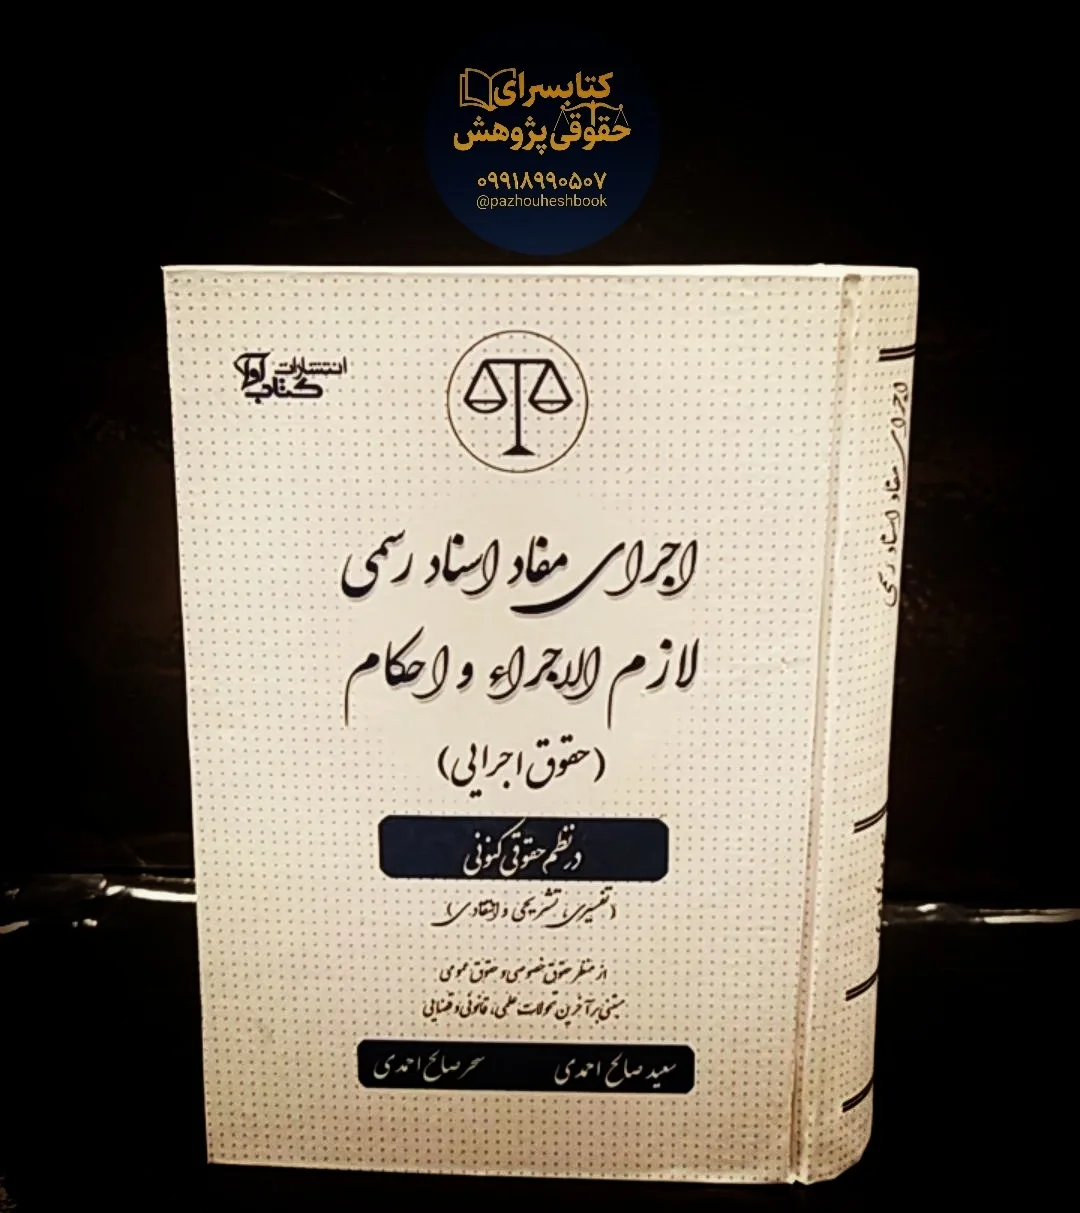 کتابسرای
حقوقی پژوهش
۰۹۹۱۸۹۹۰۵۰۷
@pazhouheshbook
انتشارات
کتاب آوا
اجرای مفاد اسناد رسمی
لازم الاجراء و احکام
(حقوق اجرایی)
در نظم حقوقی کنونی
(تفسیری، تشریحی و انتقادی)
از منظر حقوق خصوصی و حقوق عمومی
مبتنی بر آخرین تحولات علمی، قانونی و قضایی
سعید صالح احمدی سحر صالح احمدی
اجرای مفاد اسناد رسمی